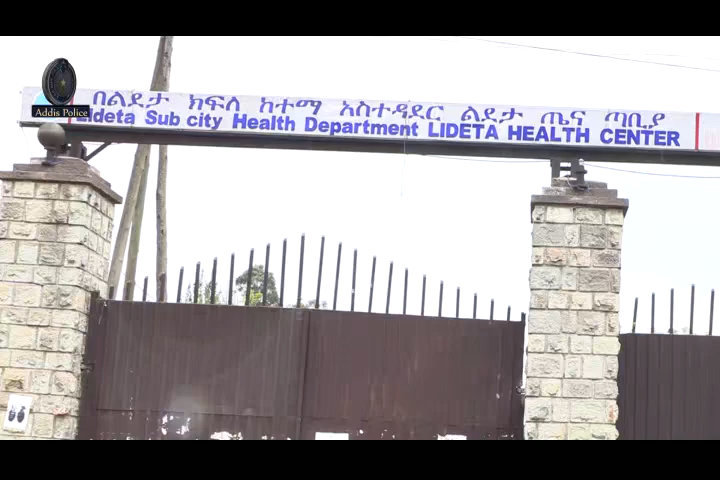 Addis Police
በልደታ ክፍለ ከተማ አስተዳደር ልደታ ጤና ጣቢያ
Lideta Sub city Health Department LIDETA HEALTH CENTER